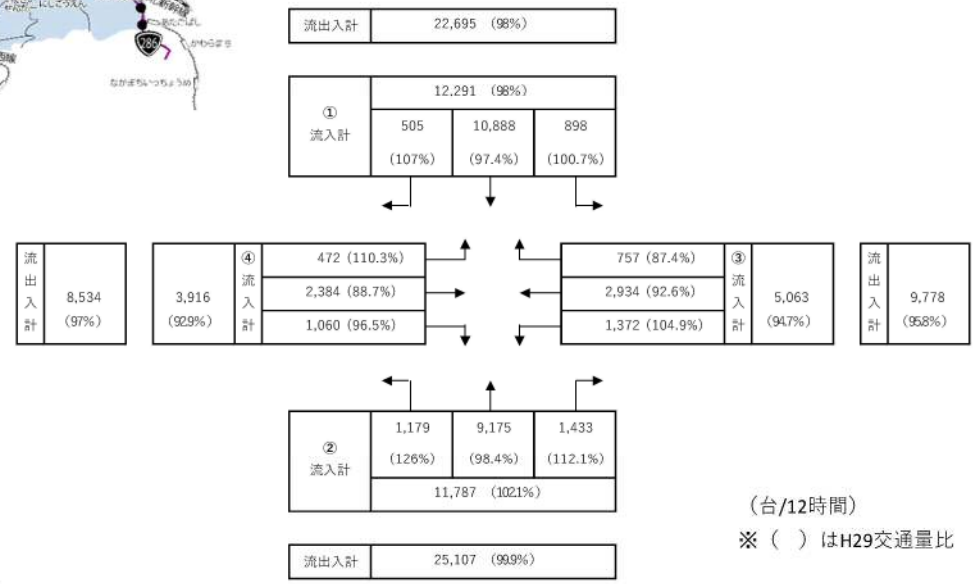 286
かわらまち
流出入計 22,695 (98%)
① 流入計
12,291 (98%)
505 10,888 898
(107%) (97.4%) (100.7%)
流出入計 8,534 (97%)
3,916 (92.9%)
④ 流入計
472 (110.3%)
2,384 (88.7%)
1,060 (96.5%)
757 (87.4%)
2,934 (92.6%)
1,372 (104.9%)
③ 流入計
5,063 (94.7%)
流出入計 9,778 (95.8%)
② 流入計
1,179 9,175 1,433
(126%) (98.4%) (112.1%)
11,787 (102.1%)
流出入計 25,107 (99.9%)
(台/12時間)
※ ( ) はH29交通量比